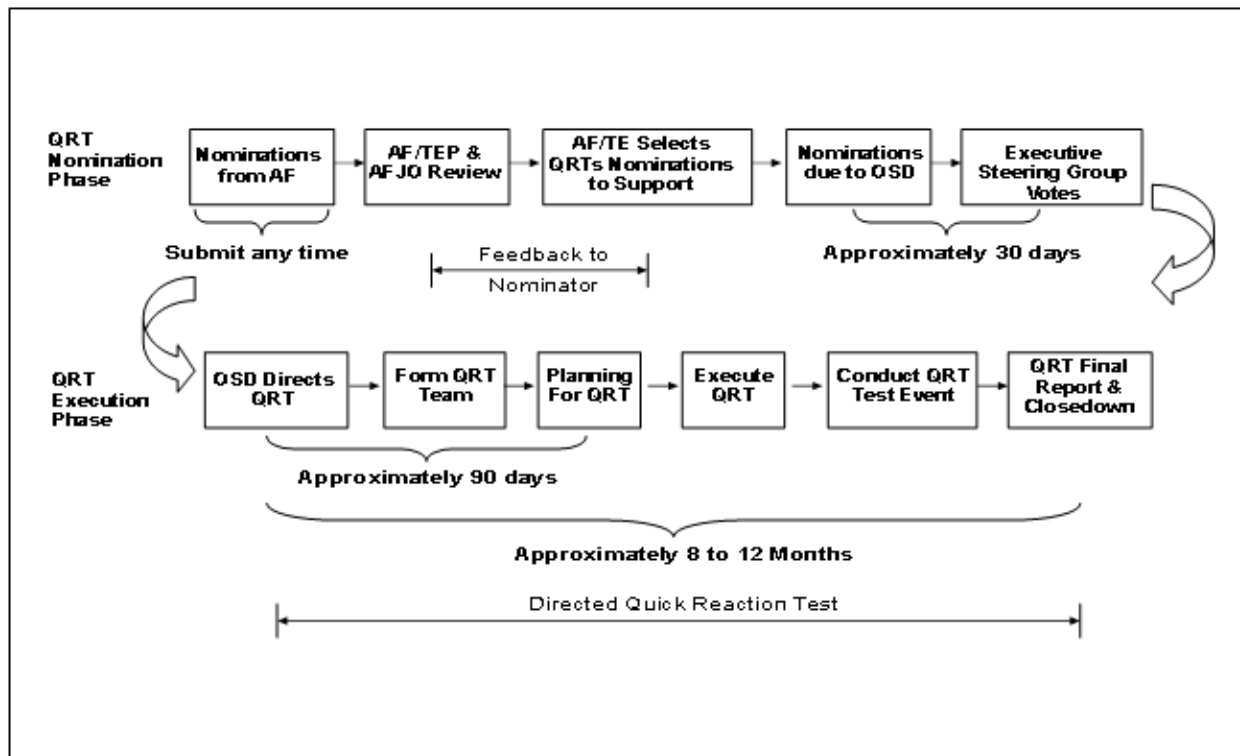 QRT
Nomination
Phase
Nominations
from AF
AF/TEP &
AFJO Review
AF/TE Selects
QRTs Nominations
to Support
Nominations
due to OSD
Executive
Steering Group
Votes
Submit any time
Feedback to
Nominator
Approximately 30 days
QRT
Execution
Phase
OSD Directs
QRT
Form QRT
Team
Planning
For QRT
Execute
QRT
Conduct QRT
Test Event
QRT Final
Report &
Closedown
Approximately 90 days
Approximately 8 to 12 Months
Directed Quick Reaction Test